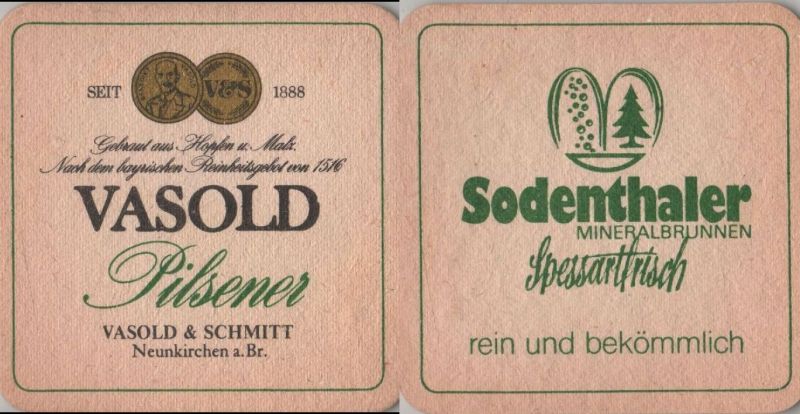 SEIT V&S 1888
Gebraut aus Hopfen u. Malz.
Nach dem bayrischen Reinheitsgebot von 1516
VASOLD
Pilsener
VASOLD & SCHMITT
Neunkirchen a. Br.
Sodenthaler
MINERALBRUNNEN
Spessartfrisch
rein und bekömmlich